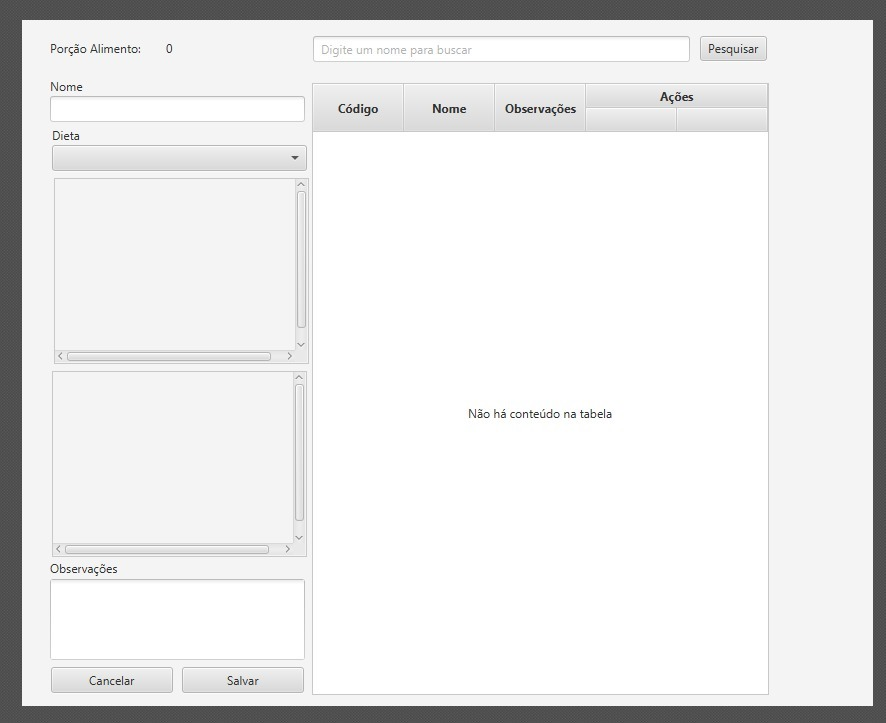 Porção Alimento: 0
Digite um nome para buscar
Pesquisar
Nome
Dieta
Observações
Cancelar
Salvar
Código
Nome
Observações
Ações
Não há conteúdo na tabela